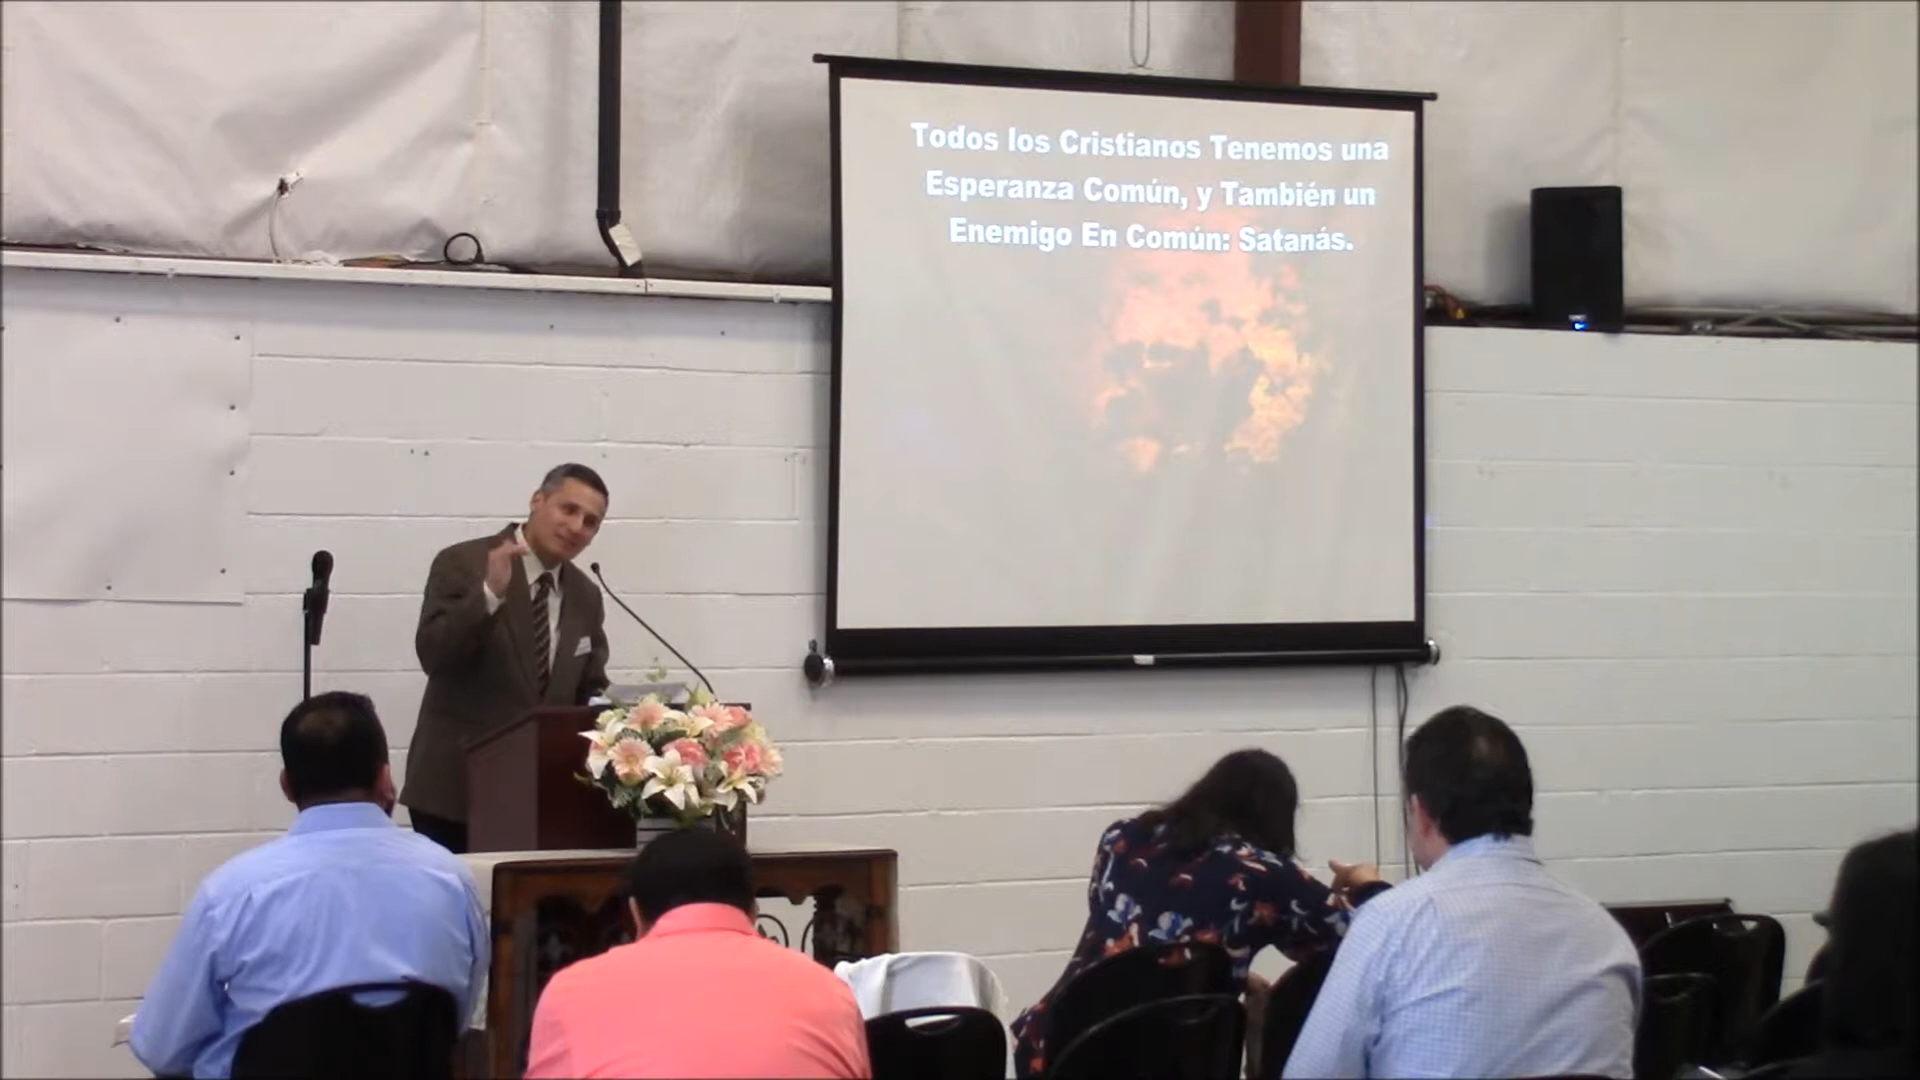 Todos los Cristianos Tenemos una
Esperanza Común, y También un
Enemigo En Común: Satanás.